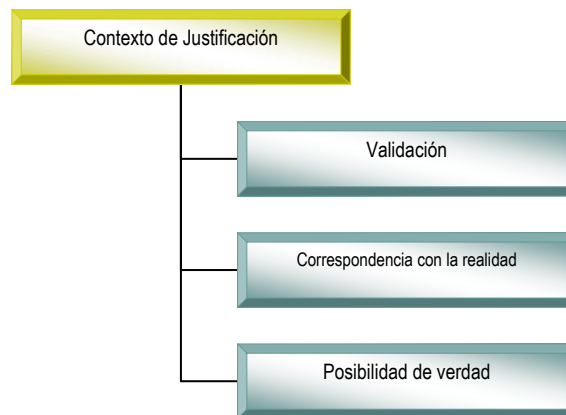 Contexto de Justificación
Validación
Correspondencia con la realidad
Posibilidad de verdad